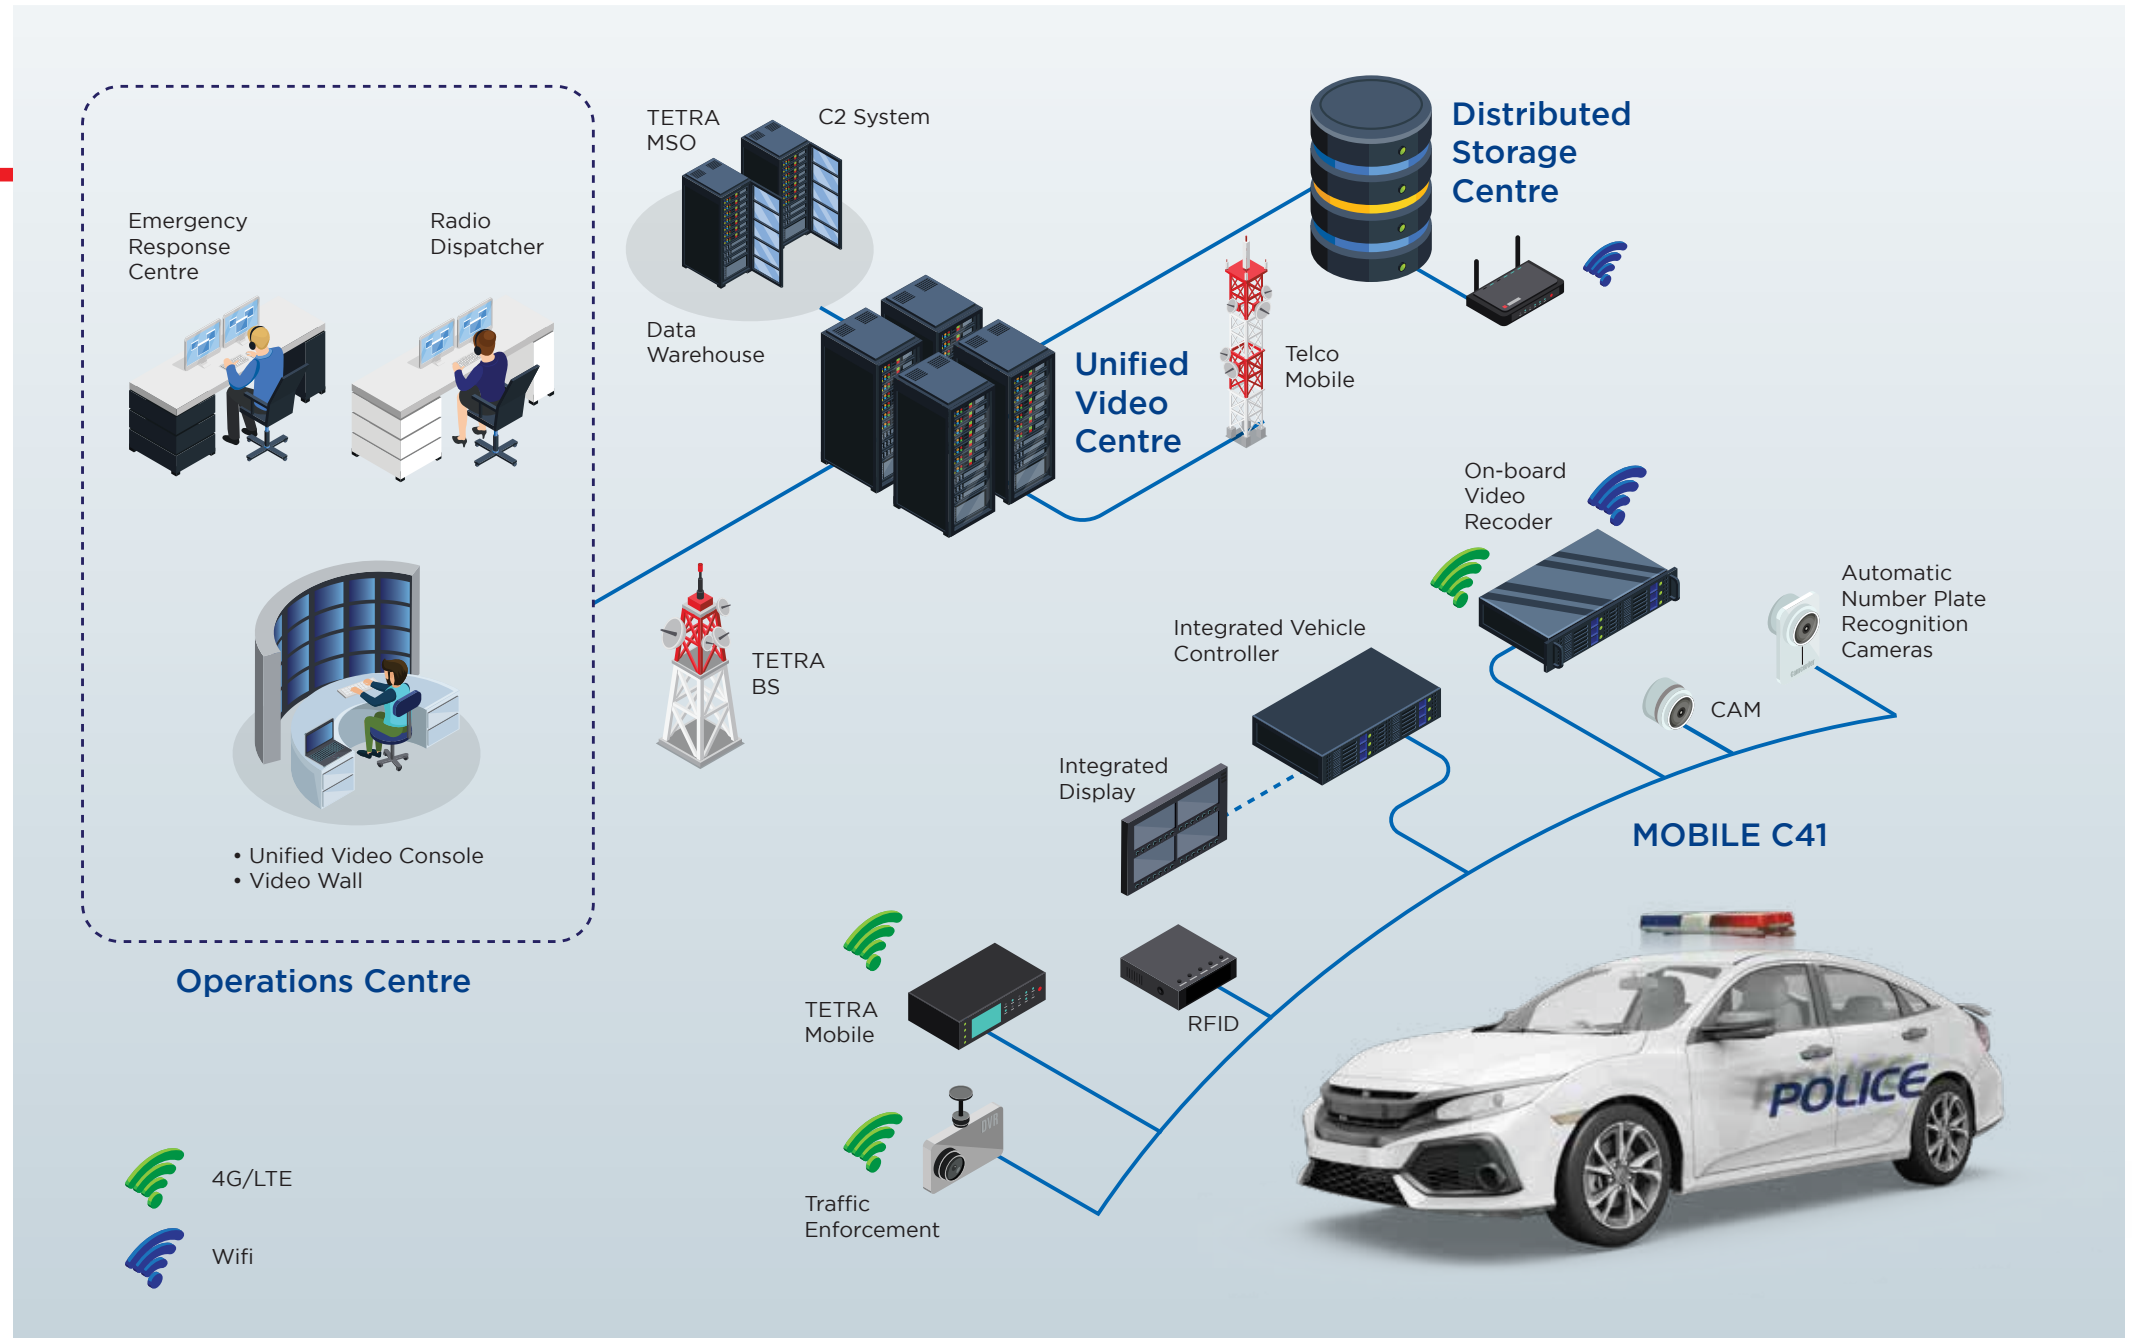 TETRA
MSO
C2 System
Distributed
Storage
Centre
Emergency
Response
Centre
Radio
Dispatcher
Data
Warehouse
Unified
Video
Centre
Telco
Mobile
On-board
Video
Recoder
Automatic
Number Plate
Recognition
Cameras
Integrated Vehicle
Controller
TETRA
BS
CAM
Integrated
Display
MOBILE C41
• Unified Video Console
• Video Wall
Operations Centre
TETRA
Mobile
RFID
POLICE
DVR
Traffic
Enforcement
4G/LTE
Wifi